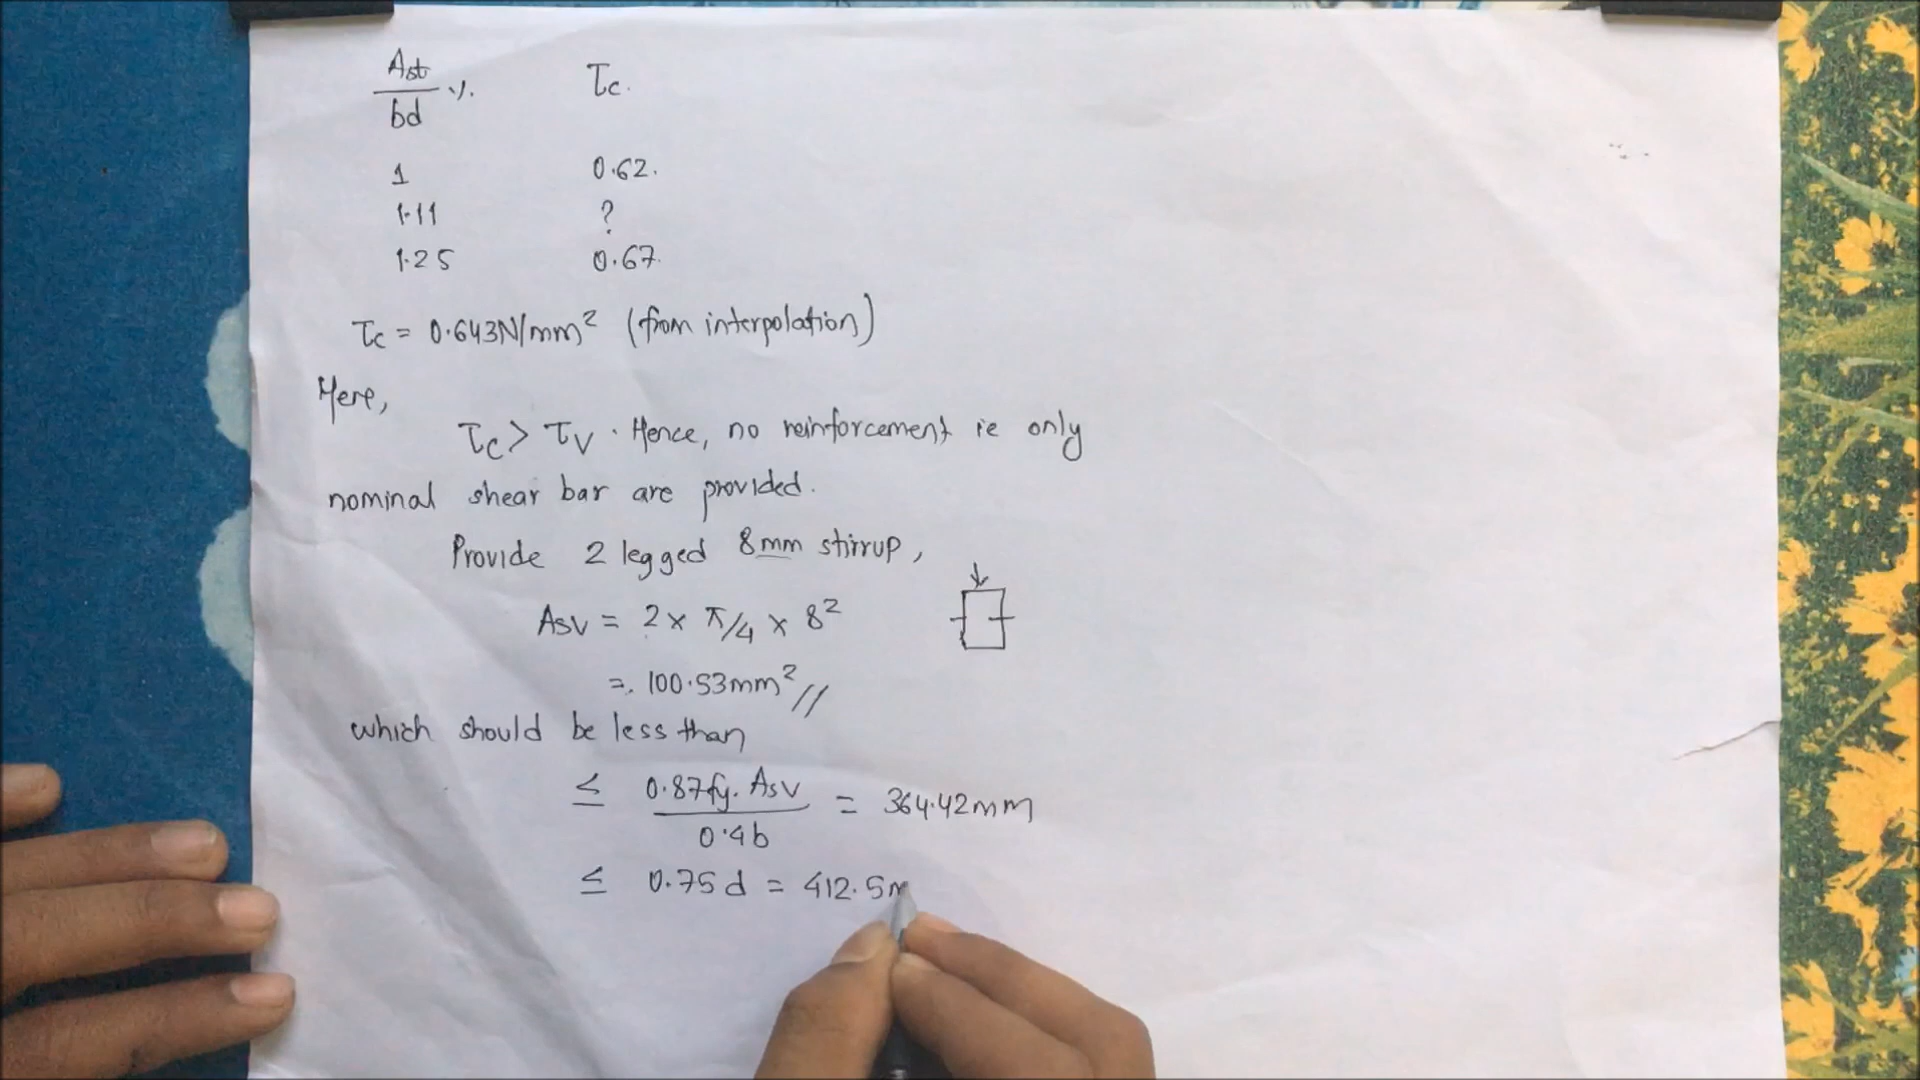 Ast/bd % τc.
1 0.62.
1.11 ?
1.25 0.67.
τc = 0.643N/mm² (from interpolation)
Here,
τc > τv. Hence, no reinforcement ie only
nominal shear bar are provided.
Provide 2 legged 8mm stirrup,
Asv = 2 x π/4 x 8²
= 100.53mm² //
which should be less than
≤ 0.87fy. Asv / 0.4b = 364.42mm
≤ 0.75d = 412.5m